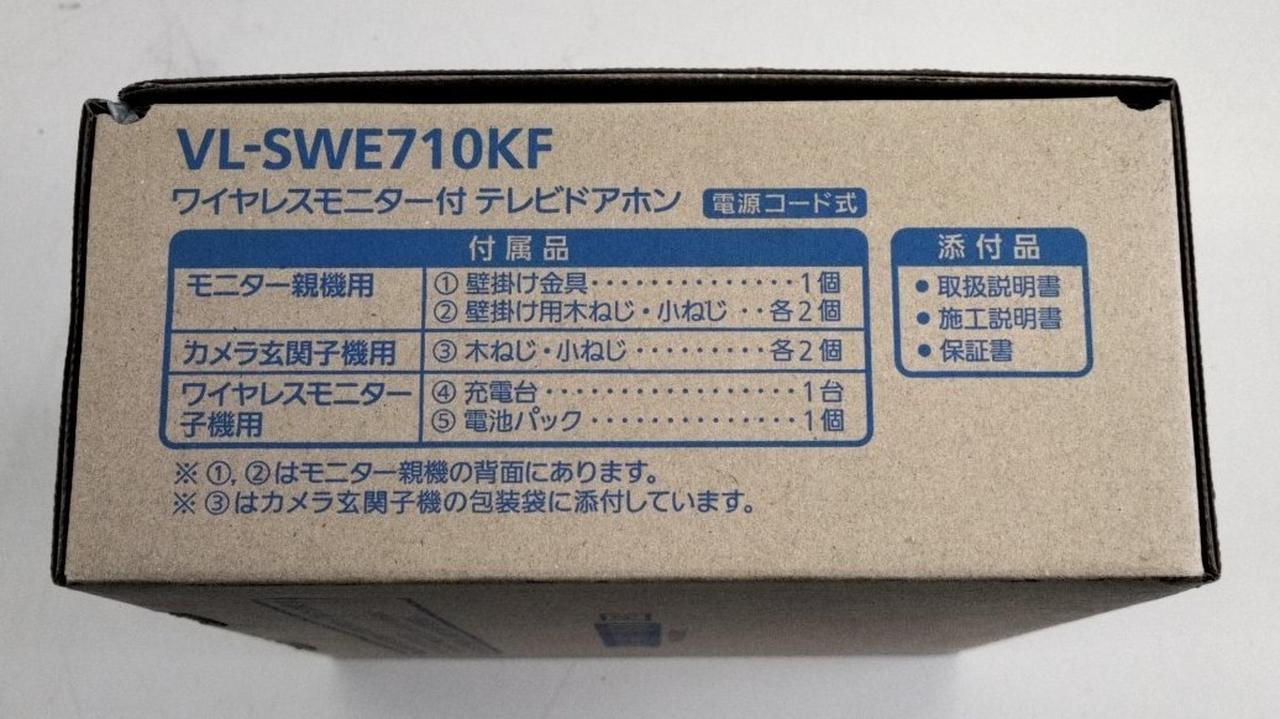 VL-SWE710KF
ワイヤレスモニター付 テレビドアホン 電源コード式
付属品
モニター親機用
① 壁掛け金具‥‥‥‥‥‥‥1個
② 壁掛け用木ねじ・小ねじ ‥各2個
カメラ玄関子機用
③ 木ねじ・小ねじ‥‥‥‥‥各2個
ワイヤレスモニター
子機用
④ 充電台‥‥‥‥‥‥‥‥‥1台
⑤ 電池パック‥‥‥‥‥‥‥1個
※ ①, ②はモニター親機の背面にあります。
※ ③はカメラ玄関子機の包装袋に添付しています。
添付品
● 取扱説明書
● 施工説明書
● 保証書